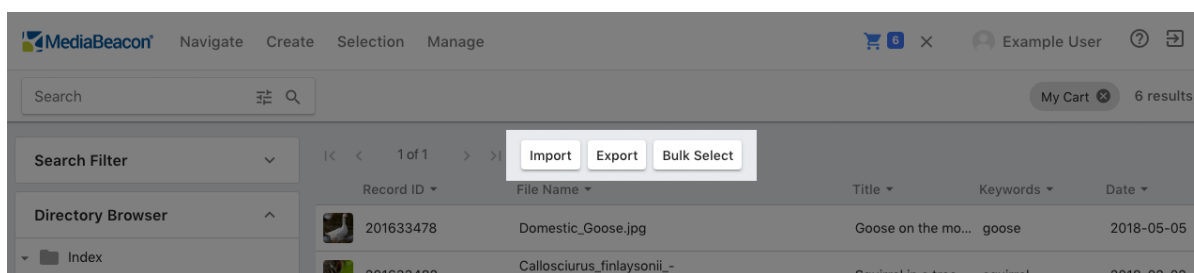 MediaBeacon® Navigate Create Selection Manage 6 Example User
Search My Cart 6 results
Search Filter 1 of 1 Import Export Bulk Select
Record ID File Name Title Keywords Date
Directory Browser
201633478 Domestic_Goose.jpg Goose on the mo... goose 2018-05-05
Index
Callosciurus_finlaysonii_-